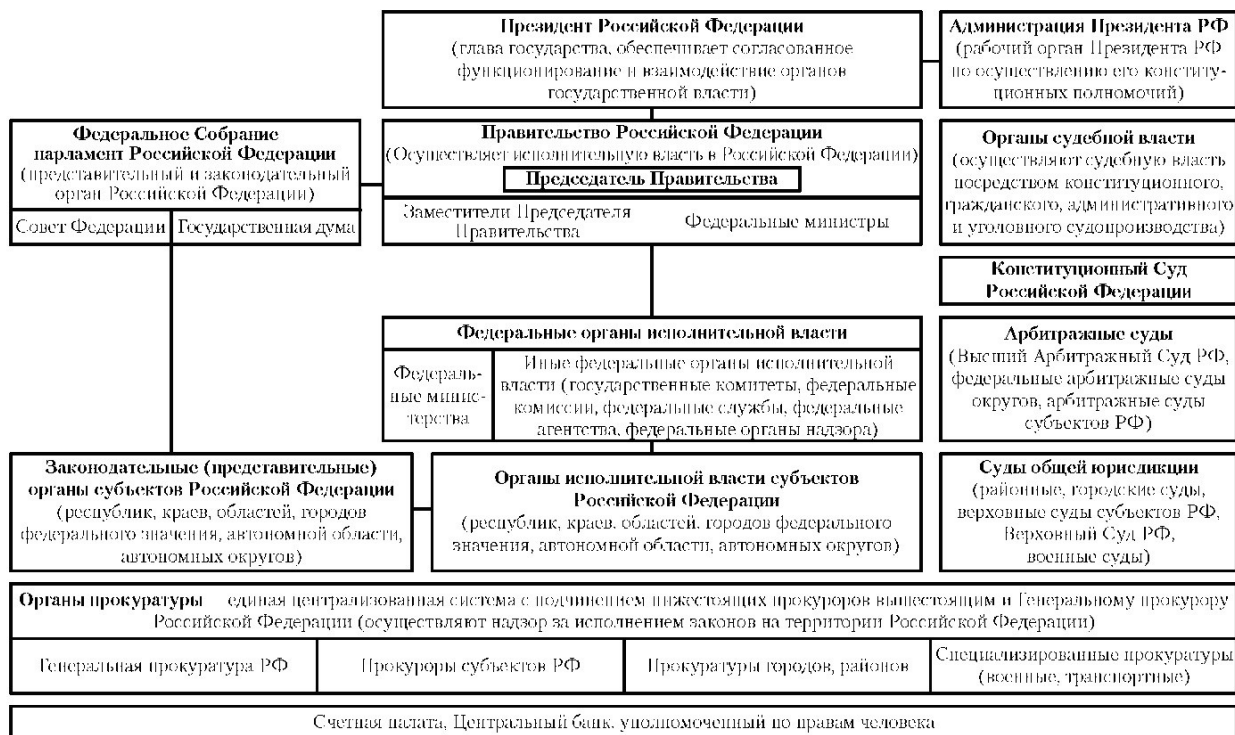 Президент Российской Федерации
(глава государства, обеспечивает согласованное
функционирование и взаимодействие органов
государственной власти)
Администрация Президента РФ
(рабочий орган Президента РФ
по осуществлению его конститу-
ционных полномочий)
Федеральное Собрание
парламент Российской Федерации
(представительный и законодательный
орган Российской Федерации)
Совет Федерации
Государственная дума
Правительство Российской Федерации
(Осуществляет исполнительную власть в Российской Федерации)
Председатель Правительства
Заместители Председателя
Правительства
Федеральные министры
Органы судебной власти
(осуществляют судебную власть
посредством конституционного,
гражданского, административного
и уголовного судопроизводства)
Конституционный Суд
Российской Федерации
Федеральные органы исполнительной власти
Федераль-
ные минис-
терства
Иные федеральные органы исполнительной
власти (государственные комитеты, федеральные
комиссии, федеральные службы, федеральные
агентства, федеральные органы надзора)
Арбитражные суды
(Высший Арбитражный Суд РФ,
федеральные арбитражные суды
округов, арбитражные суды
субъектов РФ)
Законодательные (представительные)
органы субъектов Российской Федерации
(республик, краев, областей, городов
федерального значения, автономной области,
автономных округов)
Органы исполнительной власти субъектов
Российской Федерации
(республик, краев. областей. городов федерального
значения, автономной области, автономных округов)
Суды общей юрисдикции
(районные, городские суды,
верховные суды субъектов РФ,
Верховный Суд РФ,
военные суды)
Органы прокуратуры единая централизованная система с подчинением нижестоящих прокуроров вышестоящим и Генеральному прокурору
Российской Федерации (осуществляют надзор за исполнением законов на территории Российской Федерации)
Генеральная прокуратура РФ
Прокуроры субъектов РФ
Прокуратуры городов, районов
Специализированные прокуратуры
(военные, транспортные)
Счетная палата, Центральный банк. уполномоченный по правам человека